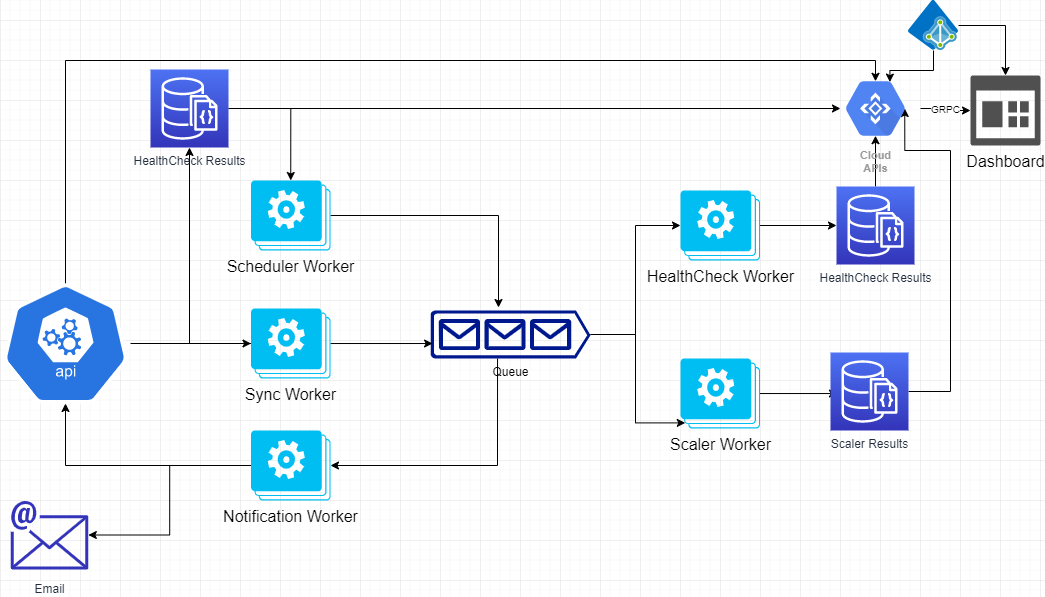 GRPC
Cloud
APIs
Dashboard
HealthCheck Results
Scheduler Worker
HealthCheck Worker
HealthCheck Results
api
Queue
Sync Worker
Scaler Worker
Scaler Results
Notification Worker
@
Email